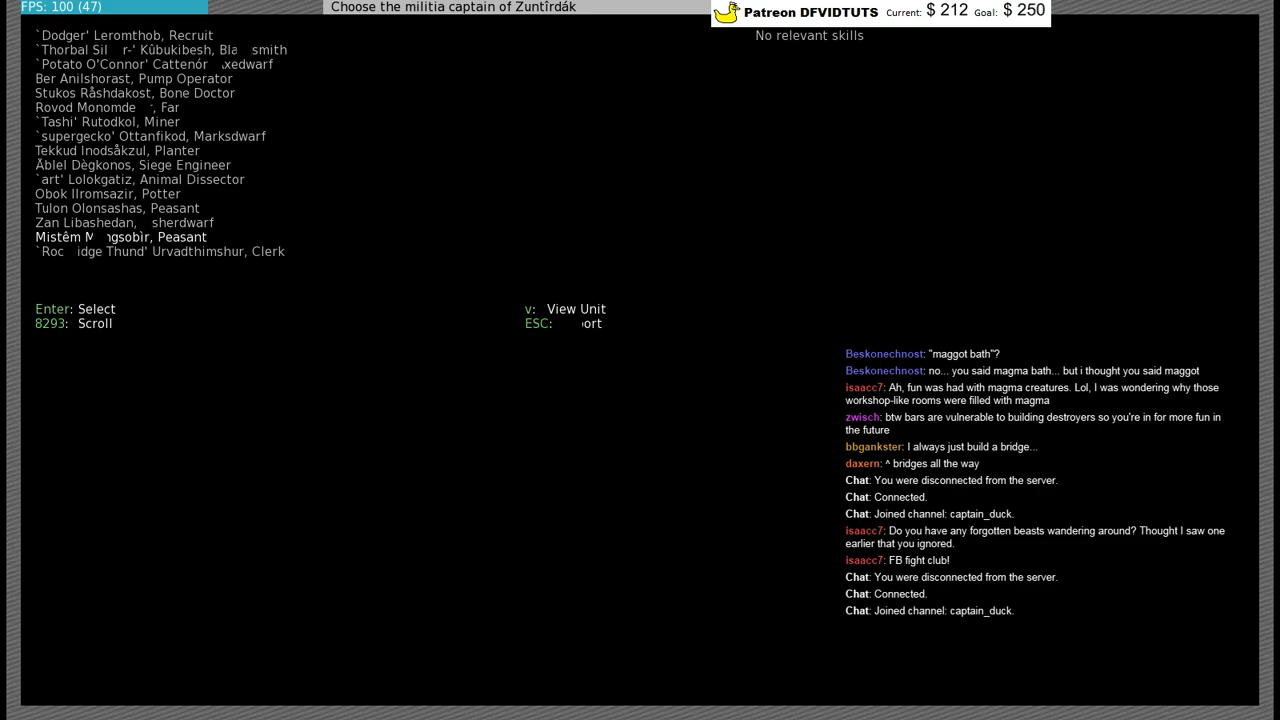 FPS: 100 (47)
Choose the militia captain of Zuntîrdák
Patreon DFVIDTUTS Current: $ 212 Goal: $ 250
`Dodger' Leromthob, Recruit
No relevant skills
`Thorbal Kûbukibesh,
`Potato O'Connor' Cattenór
Ber Anilshorast, Pump Operator
Stukos Råshdakost, Bone Doctor
Rovod
`Tashi' Rutodkol, Miner
`supergecko' Ottanfikod, Marksdwarf
Tekkud Inodsåkzul, Planter
Äblel Dègkonos, Siege Engineer
`art' Lolokgatiz, Animal Dissector
Obok Ilromsazir, Potter
Tulon Olonsashas, Peasant
Zan Libashedan,
Mistêm Peasant
Thund' Urvadthimshur, Clerk
Enter: Select
v: View Unit
8293: Scroll
ESC:
Beskonechnost: "maggot bath"?
Beskonechnost: no... you said magma bath... but i thought you said maggot
isaacc7: Ah, fun was had with magma creatures. Lol, I was wondering why those
workshop-like rooms were filled with magma
zwisch: btw bars are vulnerable to building destroyers so you're in for more fun in
the future
bbgankster: I always just build a bridge...
daxern: ^ bridges all the way
Chat: You were disconnected from the server.
Chat: Connected.
Chat: Joined channel: captain_duck.
isaacc7: Do you have any forgotten beasts wandering around? Thought I saw one
earlier that you ignored.
isaacc7: FB fight club!
Chat: You were disconnected from the server.
Chat: Connected.
Chat: Joined channel: captain_duck.